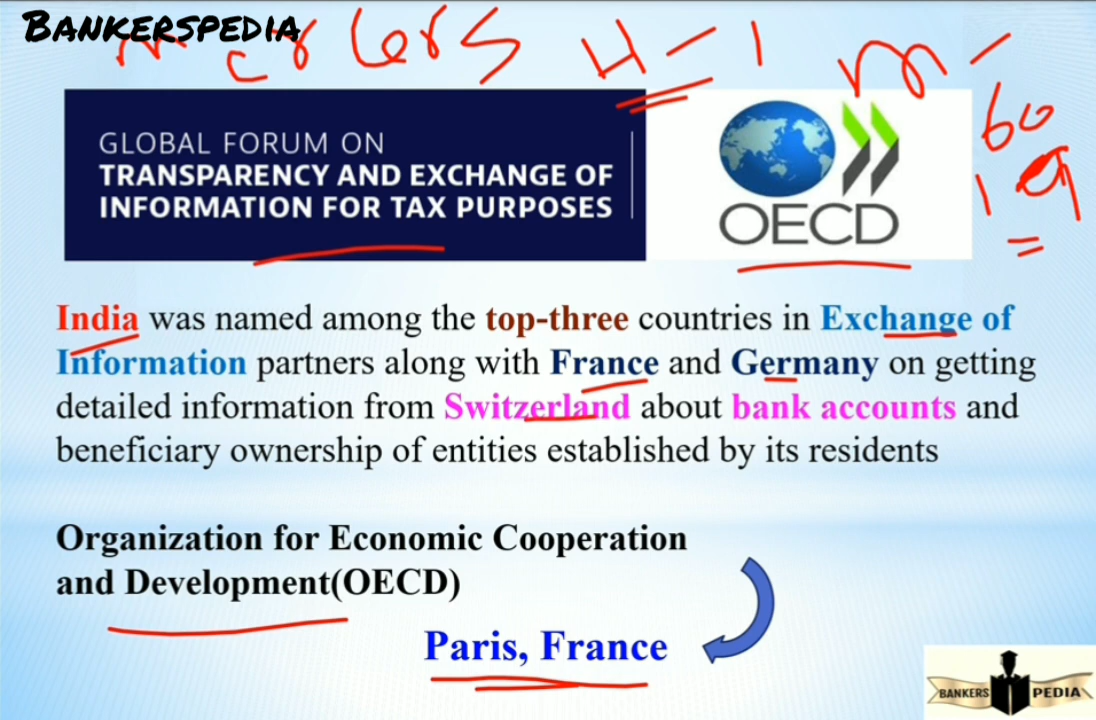 BANKERSPEDIA
GLOBAL FORUM ON
TRANSPARENCY AND EXCHANGE OF
INFORMATION FOR TAX PURPOSES
OECD
60
India was named among the top-three countries in Exchange of
Information partners along with France and Germany on getting
detailed information from Switzerland about bank accounts and
beneficiary ownership of entities established by its residents
Organization for Economic Cooperation
and Development(OECD)
Paris, France
BANKERS PEDIA